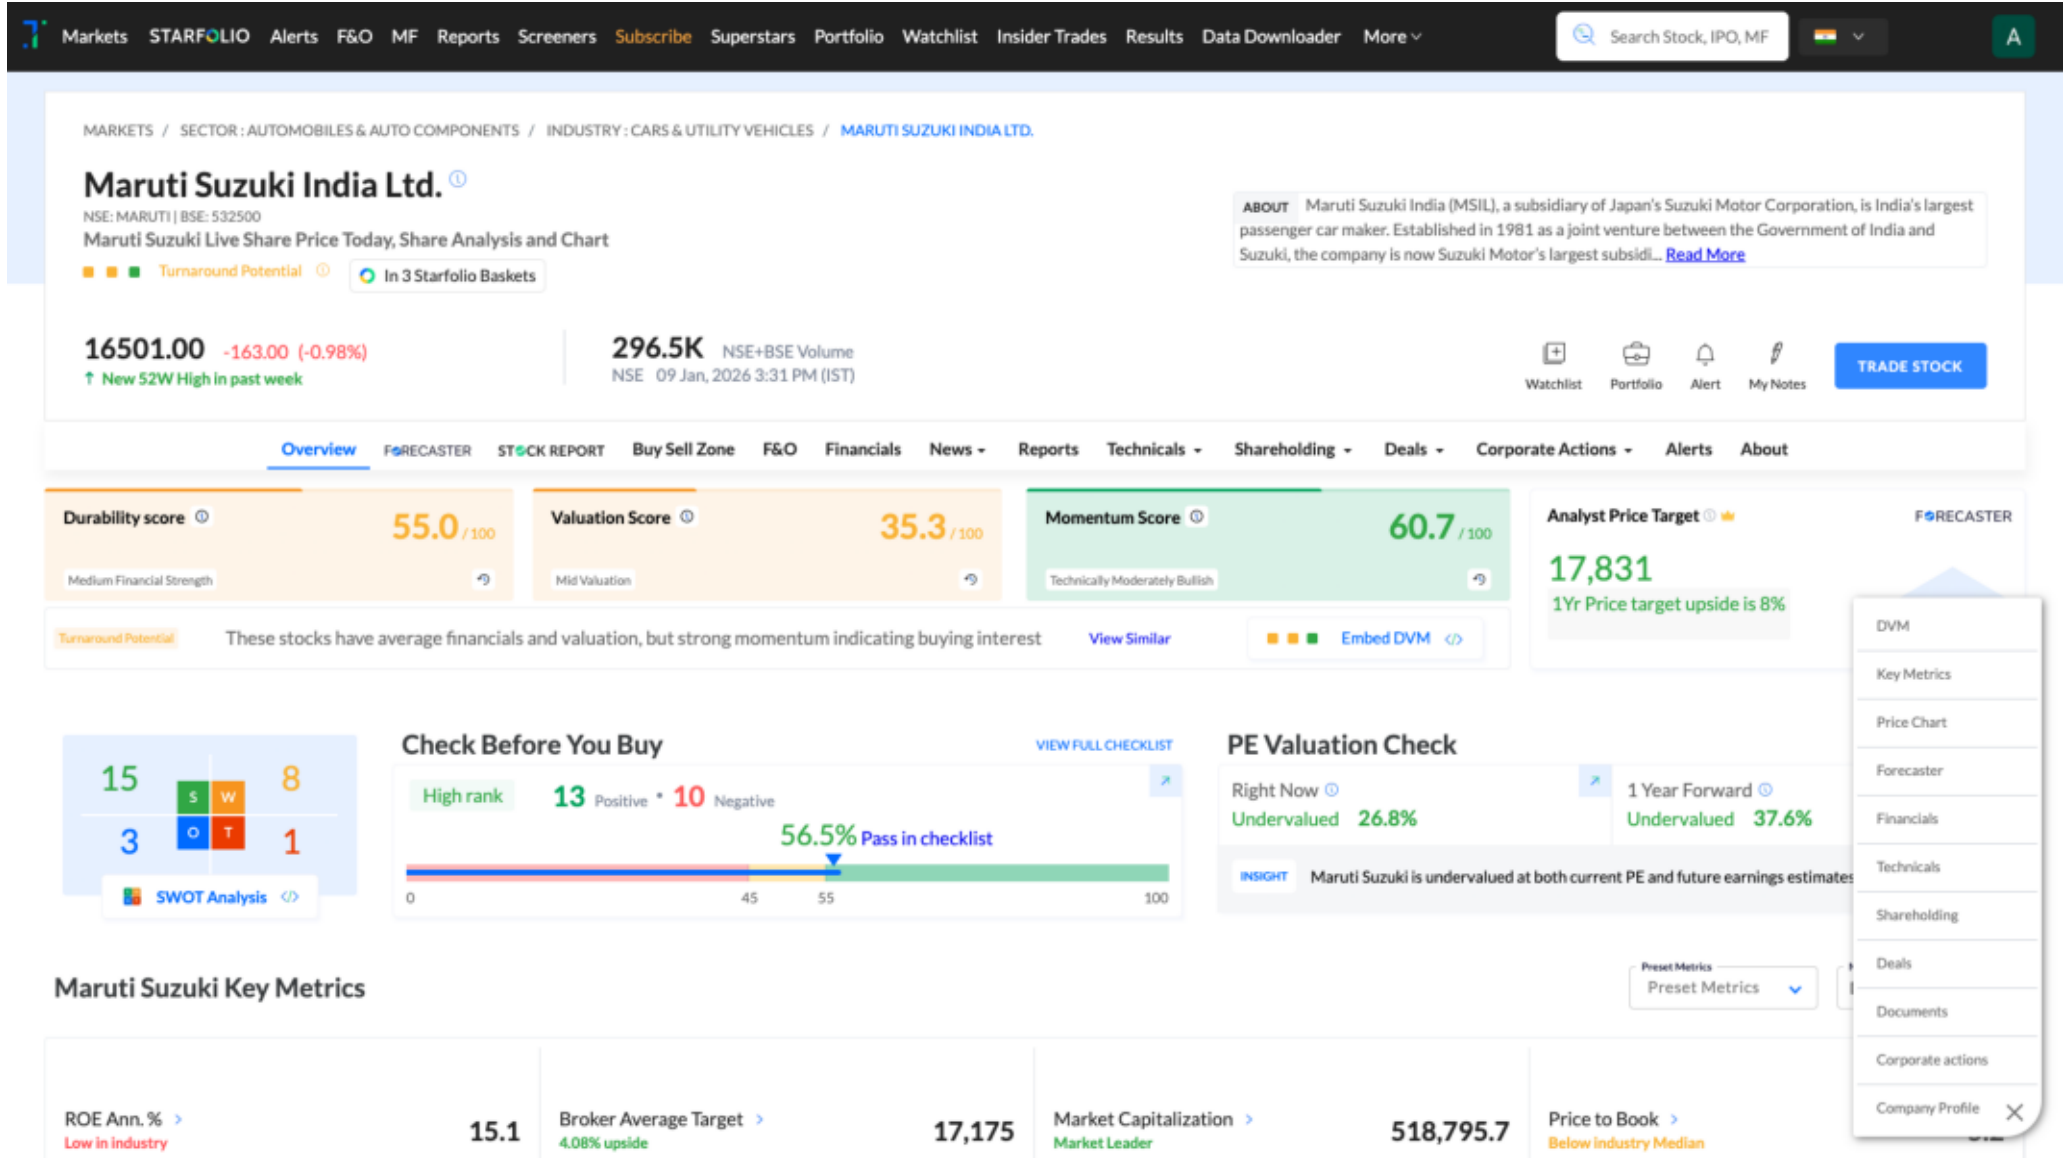 Markets STARFOLIO Alerts F&O MF Reports Screeners Subscribe Superstars Portfolio Watchlist Insider Trades Results Data Downloader More Search Stock, IPO, MF A
MARKETS / SECTOR : AUTOMOBILES & AUTO COMPONENTS / INDUSTRY : CARS & UTILITY VEHICLES / MARUTI SUZUKI INDIA LTD.
Maruti Suzuki India Ltd.
NSE: MARUTI | BSE: 532500
Maruti Suzuki Live Share Price Today, Share Analysis and Chart
Turnaround Potential In 3 Starfolio Baskets
ABOUT Maruti Suzuki India (MSIL), a subsidiary of Japan's Suzuki Motor Corporation, is India's largest
passenger car maker. Established in 1981 as a joint venture between the Government of India and
Suzuki, the company is now Suzuki Motor's largest subsidi... Read More
16501.00 -163.00 (-0.98%)
↑ New 52W High in past week
296.5K NSE+BSE Volume
NSE 09 Jan, 2026 3:31 PM (IST)
Watchlist Portfolio Alert My Notes TRADE STOCK
Overview FORECASTER STOCK REPORT Buy Sell Zone F&O Financials News Reports Technicals Shareholding Deals Corporate Actions Alerts About
Durability score 55.0 / 100
Medium Financial Strength
Valuation Score 35.3 / 100
Mid Valuation
Momentum Score 60.7 / 100
Technically Moderately Bullish
Analyst Price Target FORECASTER
17,831
1Yr Price target upside is 8%
Turnaround Potential These stocks have average financials and valuation, but strong momentum indicating buying interest View Similar Embed DVM </>
15 8
S W
O T
3 1
SWOT Analysis </>
Check Before You Buy VIEW FULL CHECKLIST
High rank 13 Positive * 10 Negative
56.5% Pass in checklist
0 45 55 100
PE Valuation Check
Right Now
Undervalued 26.8%
1 Year Forward
Undervalued 37.6%
INSIGHT Maruti Suzuki is undervalued at both current PE and future earnings estimates
DVM
Key Metrics
Price Chart
Forecaster
Financials
Technicals
Shareholding
Deals
Documents
Corporate actions
Company Profile
Maruti Suzuki Key Metrics
Preset Metrics
Preset Metrics
ROE Ann. % 15.1
Low in industry
Broker Average Target 17,175
4.08% upside
Market Capitalization 518,795.7
Market Leader
Price to Book
Below industry Median